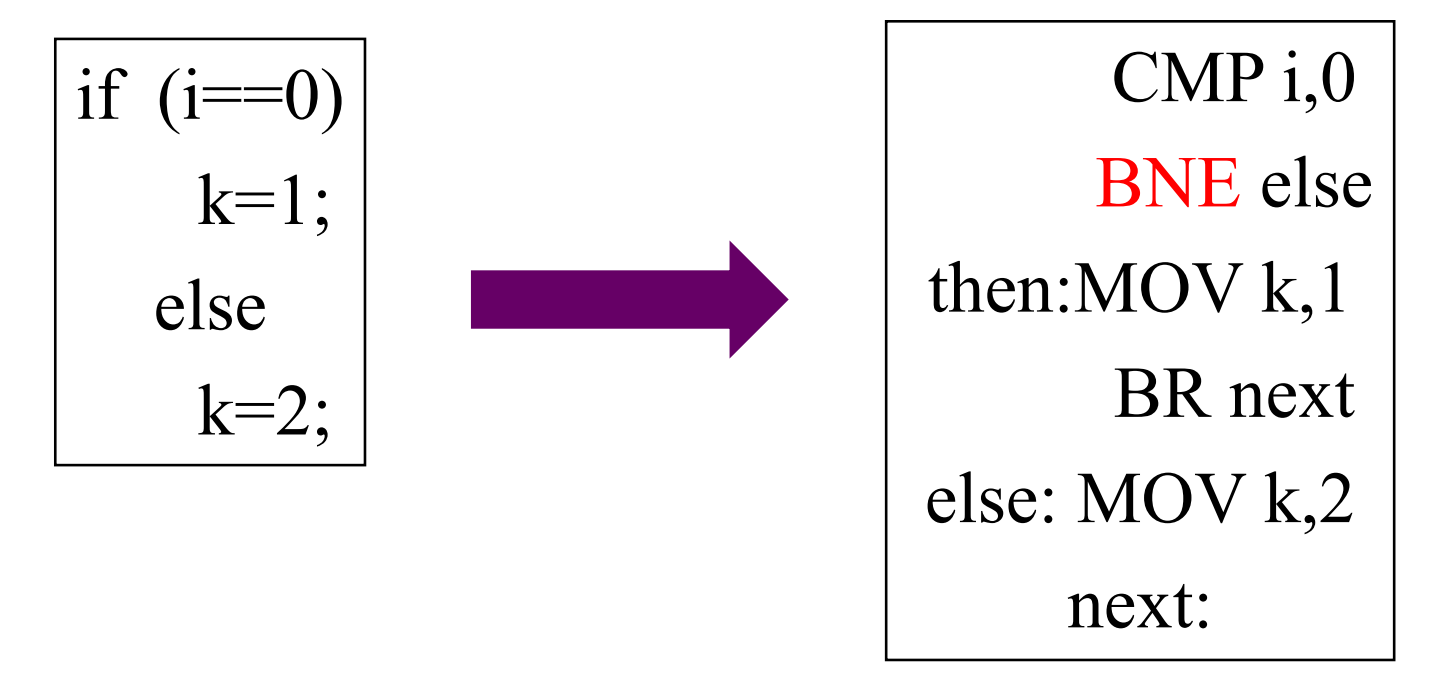 if (i==0)
k=1;
else
k=2;
CMP i,0
BNE else
then:MOV k,1
BR next
else: MOV k,2
next: